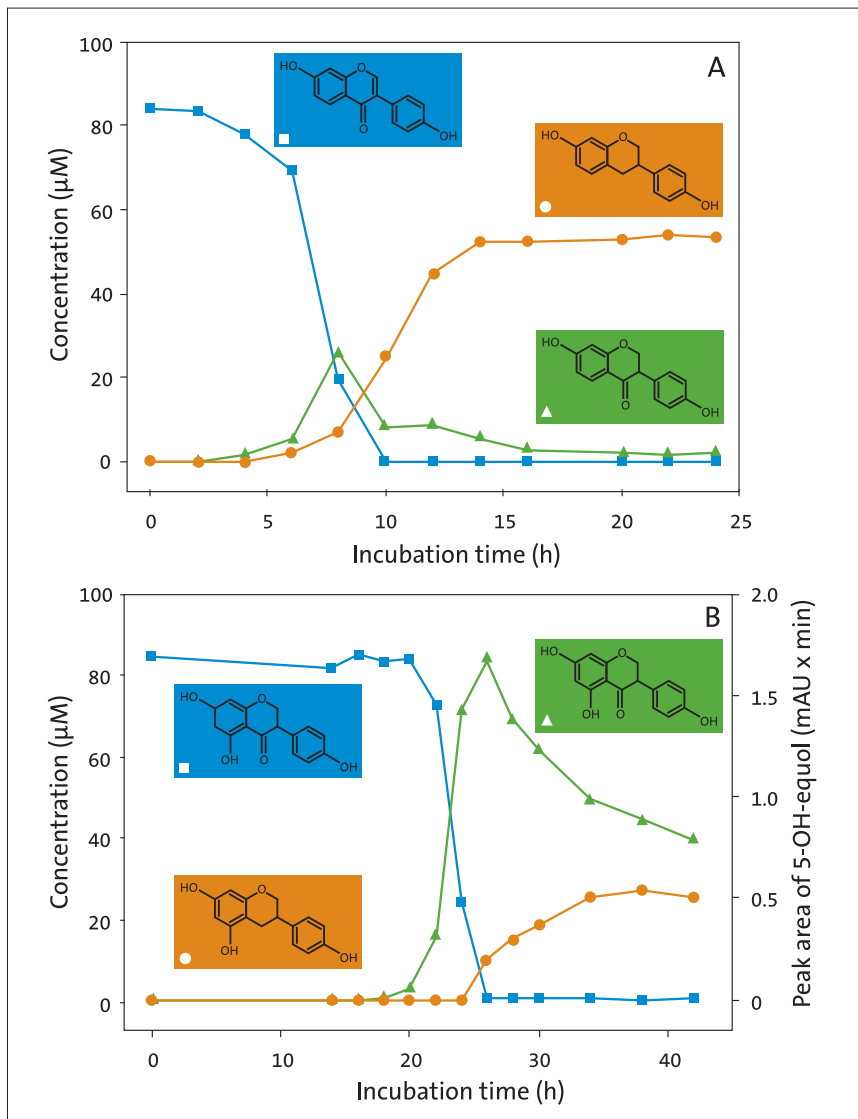 A
Concentration (µM)
100
80
60
40
20
0
HO
O
O
OH
HO
O
OH
HO
O
O
OH
0 5 10 15 20 25
Incubation time (h)
B
Concentration (µM)
100
80
60
40
20
0
HO
O
OH O
OH
HO
O
OH O
OH
HO
O
OH
OH
2.0
1.5
1.0
0.5
0
Peak area of 5-OH-equol (mAU x min)
0 10 20 30 40
Incubation time (h)